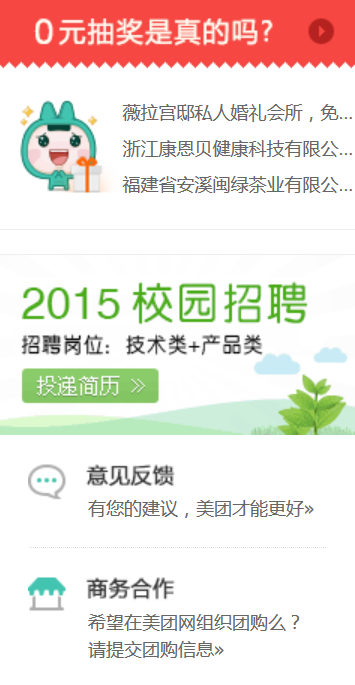 0元抽奖是真的吗?
薇拉宫邸私人婚礼会所，免...
浙江康恩贝健康科技有限公...
福建省安溪闽绿茶业有限公...
2015 校园招聘
招聘岗位：技术类+产品类
投递简历 »
意见反馈
有您的建议，美团才能更好»
商务合作
希望在美团网组织团购么？
请提交团购信息»